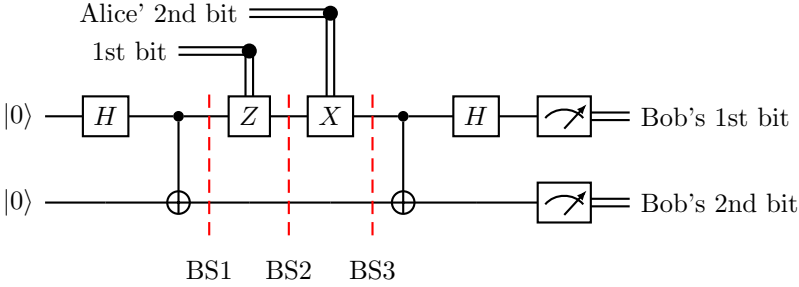 Alice' 2nd bit
1st bit
|0⟩ H Z X H Bob's 1st bit
|0⟩ Bob's 2nd bit
BS1 BS2 BS3